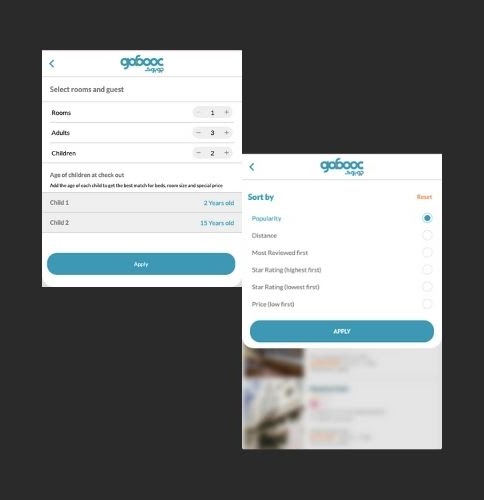 gobooc
Select rooms and guest
Rooms - 1 +
Adults - 3 +
Children - 2 +
Age of children at check out
Add the age of each child to get the best match for beds, room size and special price
Child 1 2 Years old
Child 2 15 Years old
Apply
gobooc
Sort by Reset
Popularity
Distance
Most Reviewed first
Star Rating (highest first)
Star Rating (lowest first)
Price (low first)
APPLY